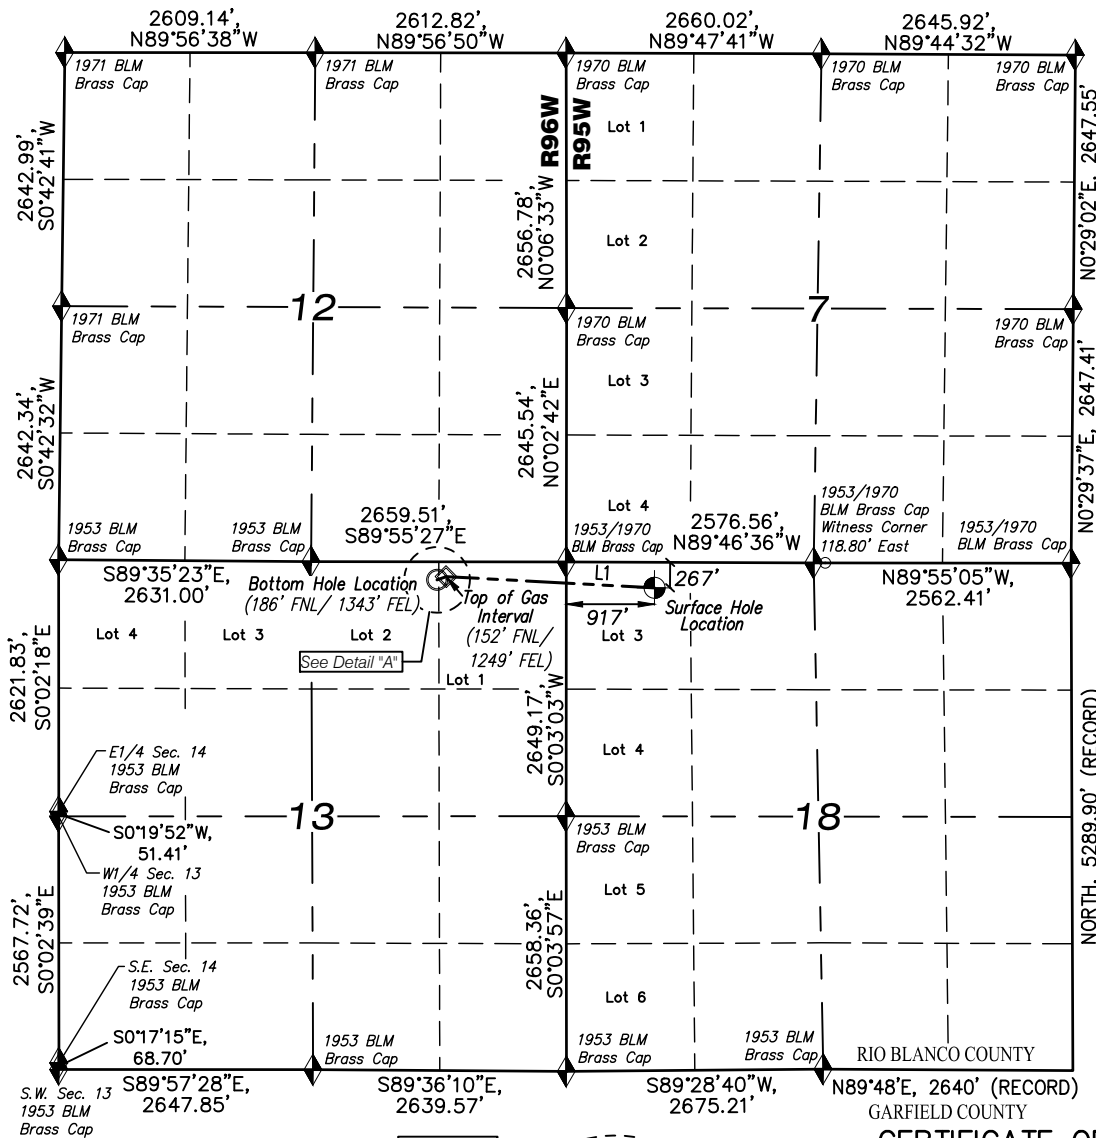 2609.14',
N89°56'38"W
2612.82',
N89°56'50"W
2660.02',
N89°47'41"W
2645.92',
N89°44'32"W
1971 BLM
Brass Cap
1971 BLM
Brass Cap
1970 BLM
Brass Cap
1970 BLM
Brass Cap
1970 BLM
Brass Cap
2642.99',
S0°42'41"W
R96W
R95W
Lot 1
2647.55'
N0°29'02"E,
2656.78',
N0°06'33"W
Lot 2
12
7
1971 BLM
Brass Cap
1970 BLM
Brass Cap
1970 BLM
Brass Cap
2642.34',
S0°42'32"W
2645.54',
N0°02'42"E
Lot 3
N0°29'37"E, 2647.41'
Lot 4
1953 BLM
Brass Cap
1953 BLM
Brass Cap
2659.51',
S89°55'27"E
1953/1970
BLM Brass Cap
2576.56',
N89°46'36"W
1953/1970
BLM Brass Cap
Witness Corner
118.80' East
1953/1970
BLM Brass Cap
S89°35'23"E,
2631.00'
Bottom Hole Location
(186' FNL/ 1343' FEL)
Top of Gas
Interval
(152' FNL/
1249' FEL)
L1
267'
917'
Surface Hole
Location
N89°55'05"W,
2562.41'
Lot 4
Lot 3
Lot 2
See Detail "A"
Lot 1
Lot 3
2621.83',
S0°02'18"E
2649.17',
S0°03'03"W
Lot 4
NORTH, 5289.90' (RECORD)
E1/4 Sec. 14
1953 BLM
Brass Cap
13
18
S0°19'52"W,
51.41'
W1/4 Sec. 13
1953 BLM
Brass Cap
1953 BLM
Brass Cap
Lot 5
2567.72',
S0°02'39"E
2658.36',
S0°03'57"E
S.E. Sec. 14
1953 BLM
Brass Cap
Lot 6
S0°17'15"E,
68.70'
1953 BLM
Brass Cap
1953 BLM
Brass Cap
1953 BLM
Brass Cap
RIO BLANCO COUNTY
S.W. Sec. 13
1953 BLM
Brass Cap
S89°57'28"E,
2647.85'
S89°36'10"E,
2639.57'
S89°28'40"W,
2675.21'
N89°48'E, 2640' (RECORD)
GARFIELD COUNTY